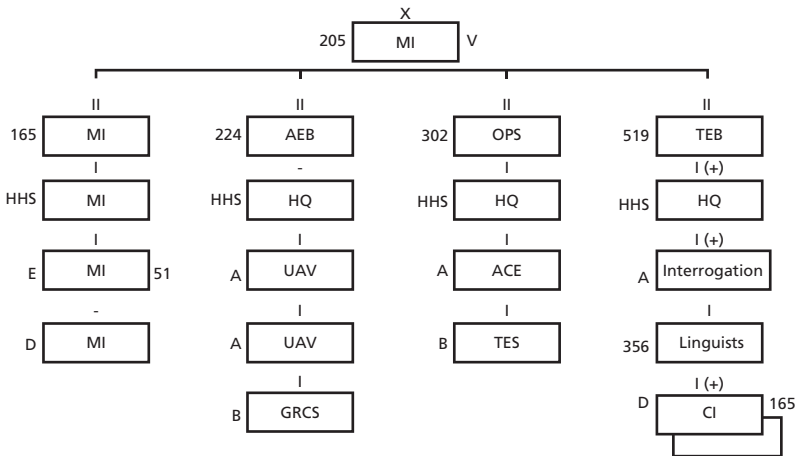 X
205 MI V
II II II II
165 MI 224 AEB 302 OPS 519 TEB
I - I I (+)
HHS MI HHS HQ HHS HQ HHS HQ
I I I I (+)
E MI 51 A UAV A ACE A Interrogation
- I I I
D MI A UAV B TES 356 Linguists
I I (+)
B GRCS D CI 165